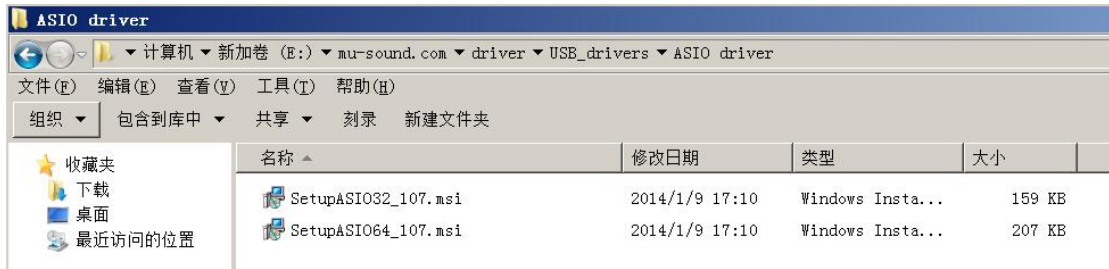 ASIO driver
计算机 ▾ 新加卷 (E:) ▾ mu-sound.com ▾ driver ▾ USB_drivers ▾ ASIO driver
文件(F) 编辑(E) 查看(V) 工具(T) 帮助(H)
组织 ▾ 包含到库中 ▾ 共享 ▾ 刻录 新建文件夹
收藏夹
下载
桌面
最近访问的位置
名称 修改日期 类型 大小
SetupASIO32_107.msi 2014/1/9 17:10 Windows Insta... 159 KB
SetupASIO64_107.msi 2014/1/9 17:10 Windows Insta... 207 KB